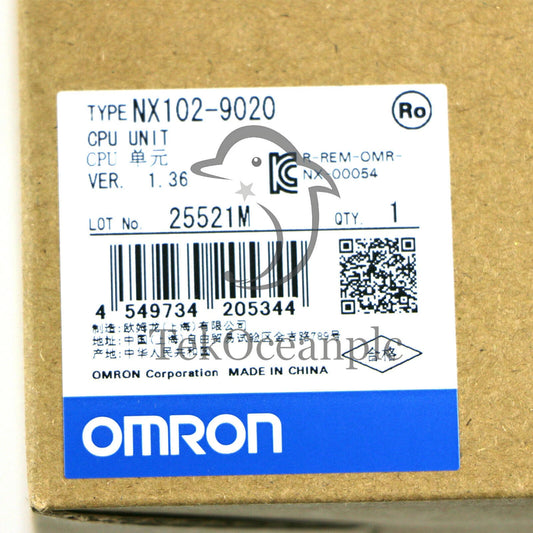 TYPE NX102-9020
Ro
CPU UNIT
CPU 单元
VER. 1.36
R-REM-OMR-
NX-00054
LOT No. 25521M
QTY. 1
4 549734 205344
制造: 欧姆龙(上海)有限公司
地址: 中国(上海)自由贸易试验区金吉路789号
产地: 中华人民共和国
TekOceanplc
合格
OMRON Corporation MADE IN CHINA
OMRON